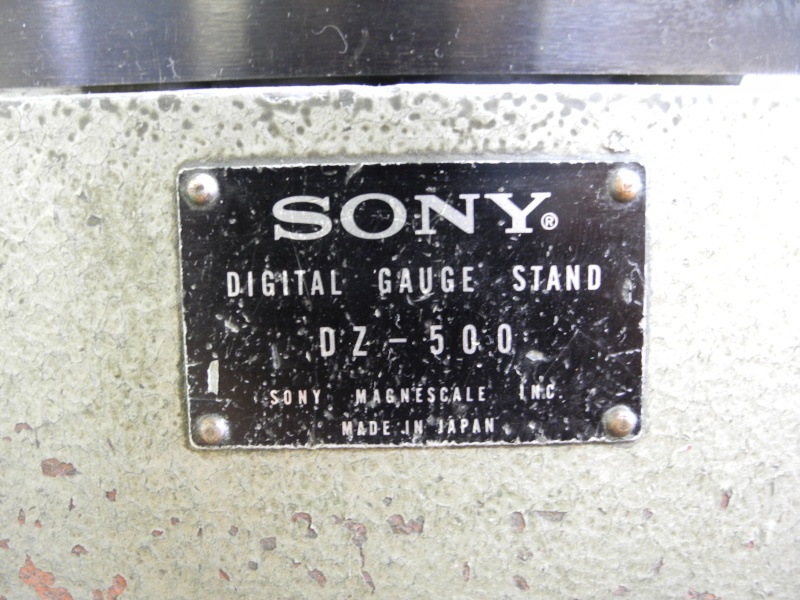 SONY®
DIGITAL GAUGE STAND
DZ-500
SONY MAGNESCALE INC.
MADE IN JAPAN